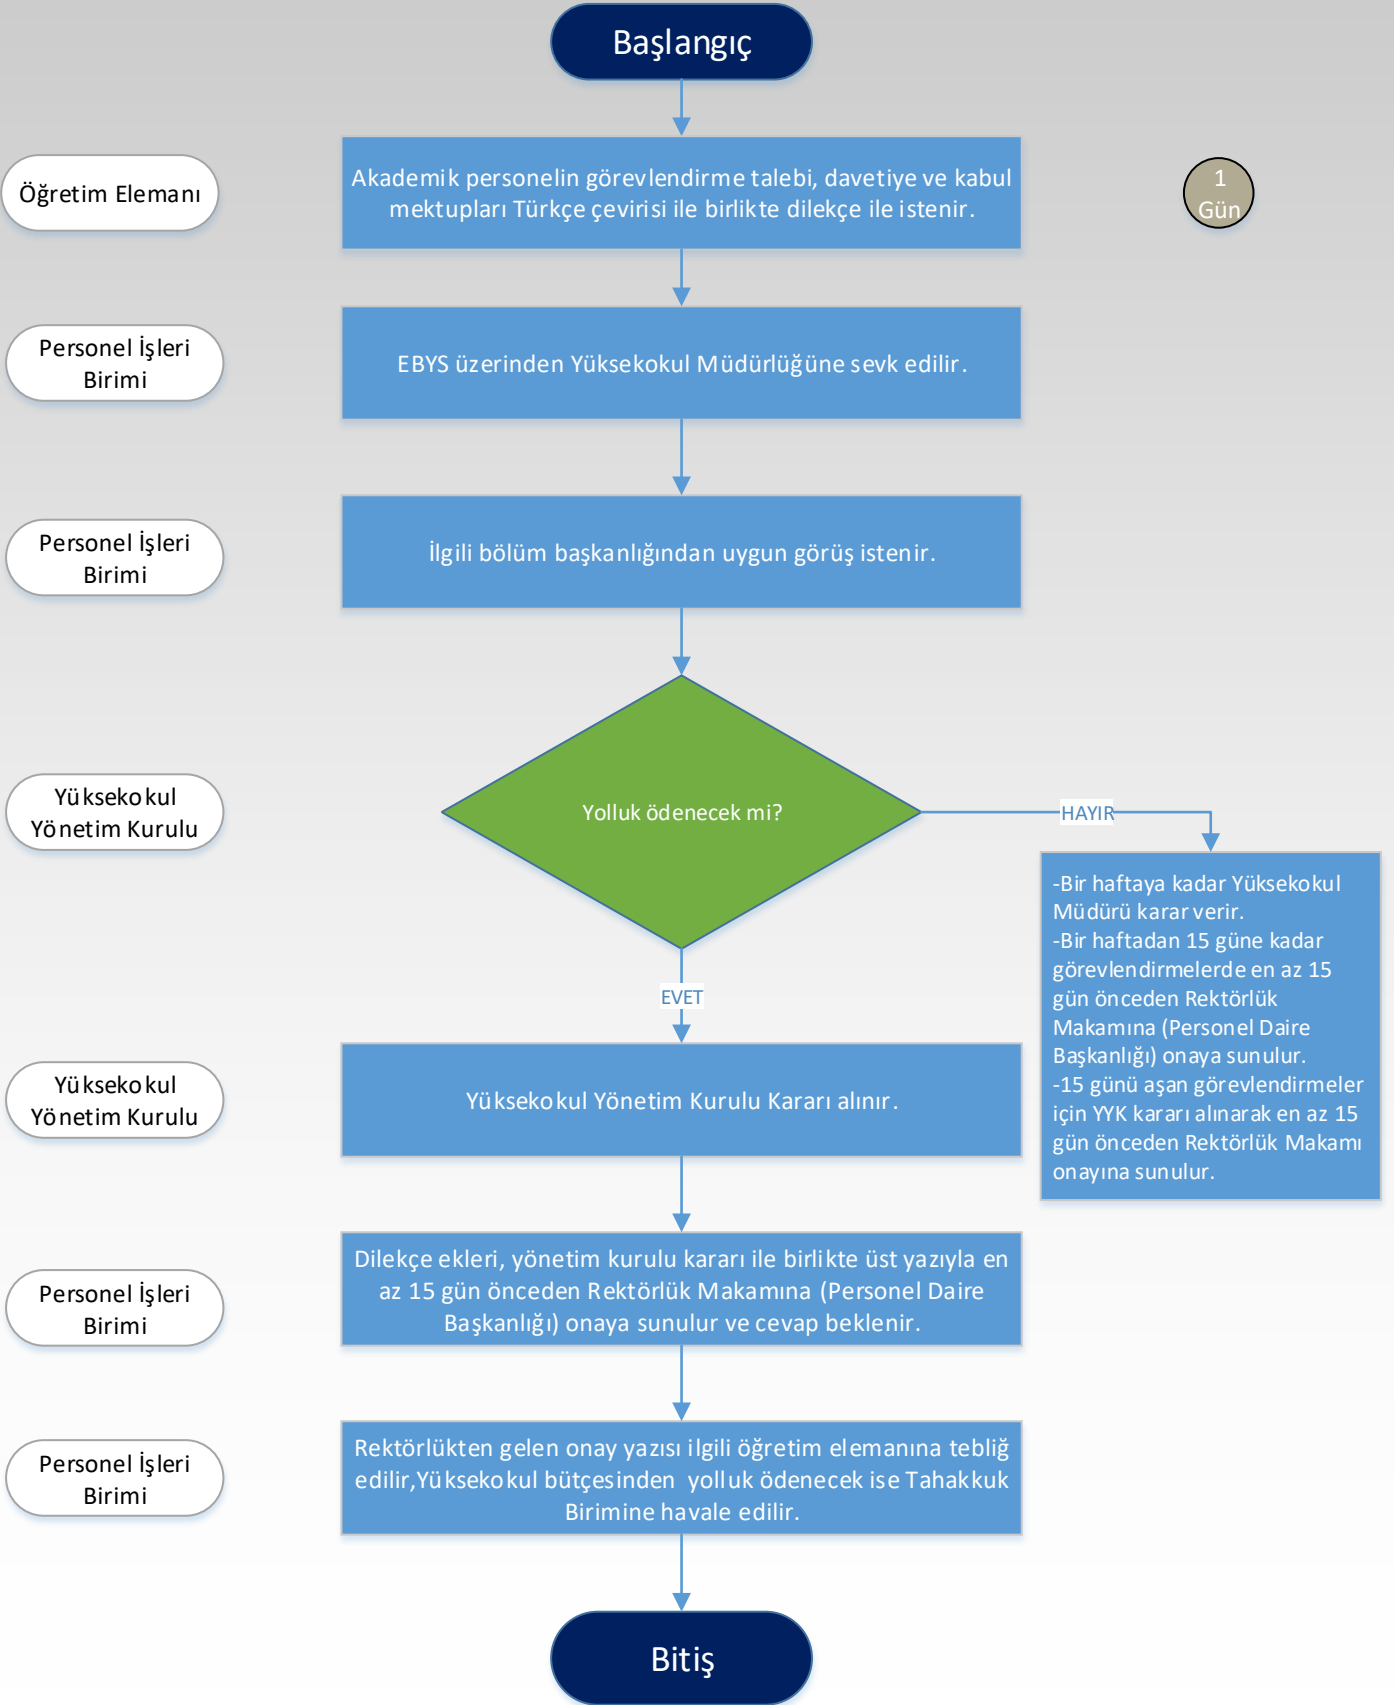 Başlangıç
Öğretim Elemanı
Akademik personelin görevlendirme talebi, davetiye ve kabul
mektupları Türkçe çevirisi ile birlikte dilekçe ile istenir.
1
Gün
Personel İşleri
Birimi
EBYS üzerinden Yüksekokul Müdürlüğüne sevk edilir.
Personel İşleri
Birimi
İlgili bölüm başkanlığından uygun görüş istenir.
Yüksekokul
Yönetim Kurulu
Yolluk ödenecek mi?
HAYIR
-Bir haftaya kadar Yüksekokul
Müdürü karar verir.
-Bir haftadan 15 güne kadar
görevlendirmelerde en az 15
gün önceden Rektörlük
Makamına (Personel Daire
Başkanlığı) onaya sunulur.
-15 günü aşan görevlendirmeler
için YYK kararı alınarak en az 15
gün önceden Rektörlük Makamı
onayına sunulur.
EVET
Yüksekokul
Yönetim Kurulu
Yüksekokul Yönetim Kurulu Kararı alınır.
Personel İşleri
Birimi
Dilekçe ekleri, yönetim kurulu kararı ile birlikte üst yazıyla en
az 15 gün önceden Rektörlük Makamına (Personel Daire
Başkanlığı) onaya sunulur ve cevap beklenir.
Personel İşleri
Birimi
Rektörlükten gelen onay yazısı ilgili öğretim elemanına tebliğ
edilir,Yüksekokul bütçesinden yolluk ödenecek ise Tahakkuk
Birimine havale edilir.
Bitiş